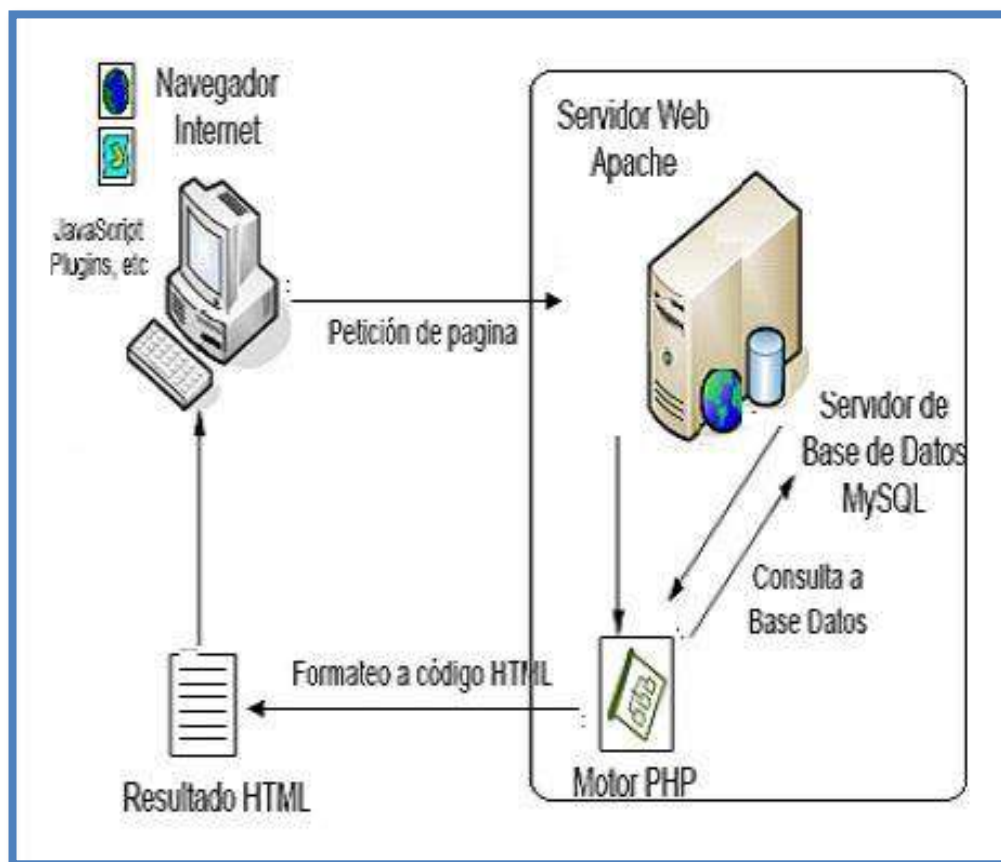 Navegador
Internet
JavaScript
Plugins, etc
Servidor Web
Apache
Petición de pagina
Servidor de
Base de Datos
MySQL
Consulta a
Base Datos
Formateo a código HTML
Resultado HTML
Motor PHP